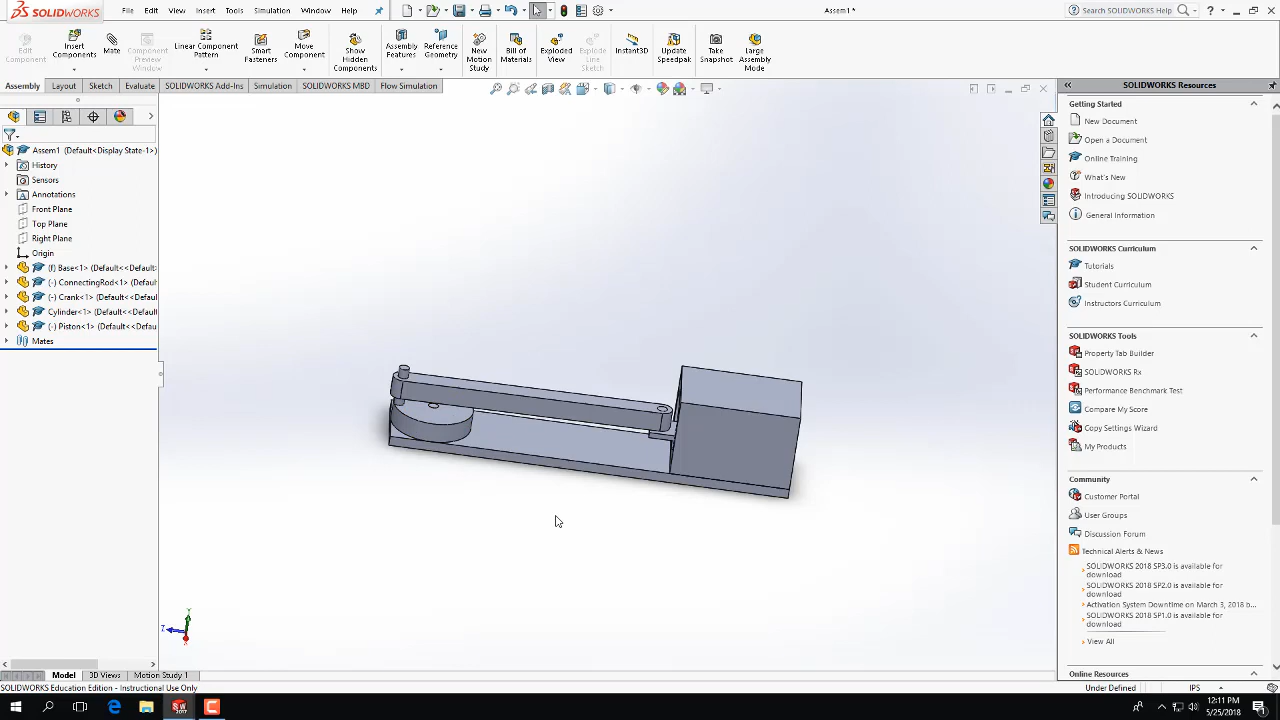 SOLIDWORKS
File Edit View Insert Tools Simulation Window Help
Assem1 *
Search SOLIDWORKS Help
Edit Component
Insert Components
Mate
Component Preview Window
Linear Component Pattern
Smart Fasteners
Move Component
Show Hidden Components
Assembly Features
Reference Geometry
New Motion Study
Bill of Materials
Exploded View
Explode Line Sketch
Instant3D
Update Speedpak
Take Snapshot
Large Assembly Mode
Assembly Layout Sketch Evaluate SOLIDWORKS Add-Ins Simulation SOLIDWORKS MBD Flow Simulation
Assem1 (Default<Display State-1>)
History
Sensors
Annotations
Front Plane
Top Plane
Right Plane
Origin
(f) Base<1> (Default<<Default:
(-) ConnectingRod<1> (Default
(-) Crank<1> (Default<<Defaul
Cylinder<1> (Default<<Default
(-) Piston<1> (Default<<Defau
Mates
SOLIDWORKS Resources
Getting Started
New Document
Open a Document
Online Training
What's New
Introducing SOLIDWORKS
General Information
SOLIDWORKS Curriculum
Tutorials
Student Curriculum
Instructors Curriculum
SOLIDWORKS Tools
Property Tab Builder
SOLIDWORKS Rx
Performance Benchmark Test
Compare My Score
Copy Settings Wizard
My Products
Community
Customer Portal
User Groups
Discussion Forum
Technical Alerts & News
SOLIDWORKS 2018 SP3.0 is available for
download
SOLIDWORKS 2018 SP2.0 is available for
download
Activation System Downtime on March 3, 2018 b...
SOLIDWORKS 2018 SP1.0 is available for
download
View All
Online Resources
Y
Z
X
Model 3D Views Motion Study 1
SOLIDWORKS Education Edition - Instructional Use Only
Under Defined IPS
12:11 PM
5/25/2018